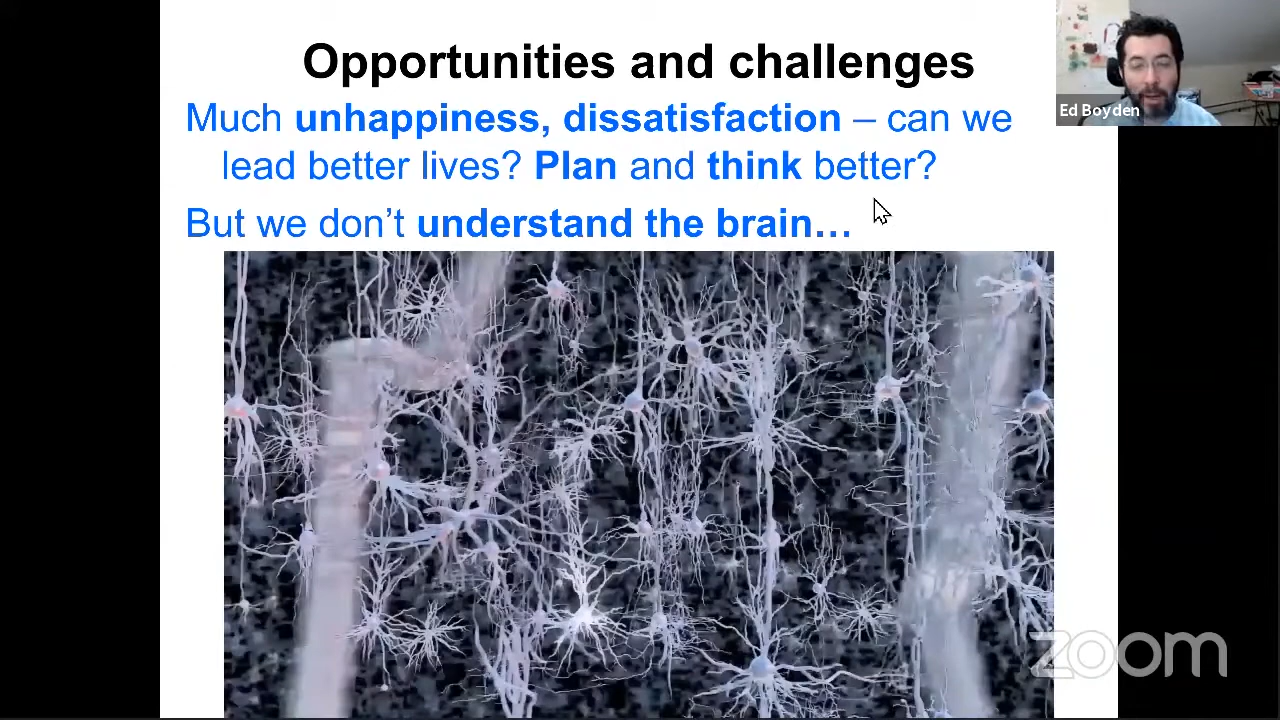 Opportunities and challenges
Much unhappiness, dissatisfaction – can we
lead better lives? Plan and think better?
But we don’t understand the brain…
Ed Boyden
zoom